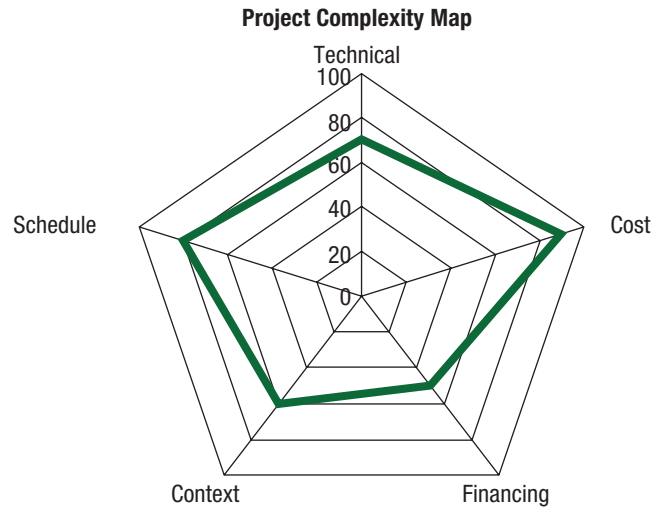 Project Complexity Map
Technical
100
80
60
40
20
0
Schedule
Cost
Context
Financing